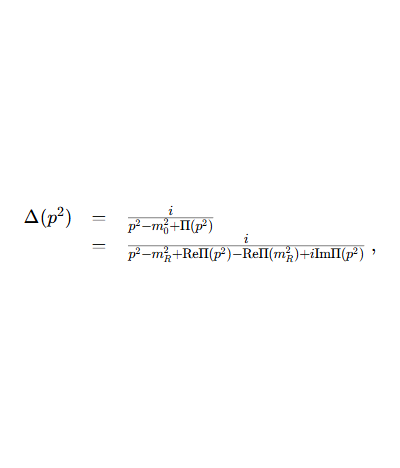 Δ(p²) = i / (p²−m₀²+Π(p²))
= i / (p²−m_R²+ReΠ(p²)−ReΠ(m_R²)+iImΠ(p²)) ,